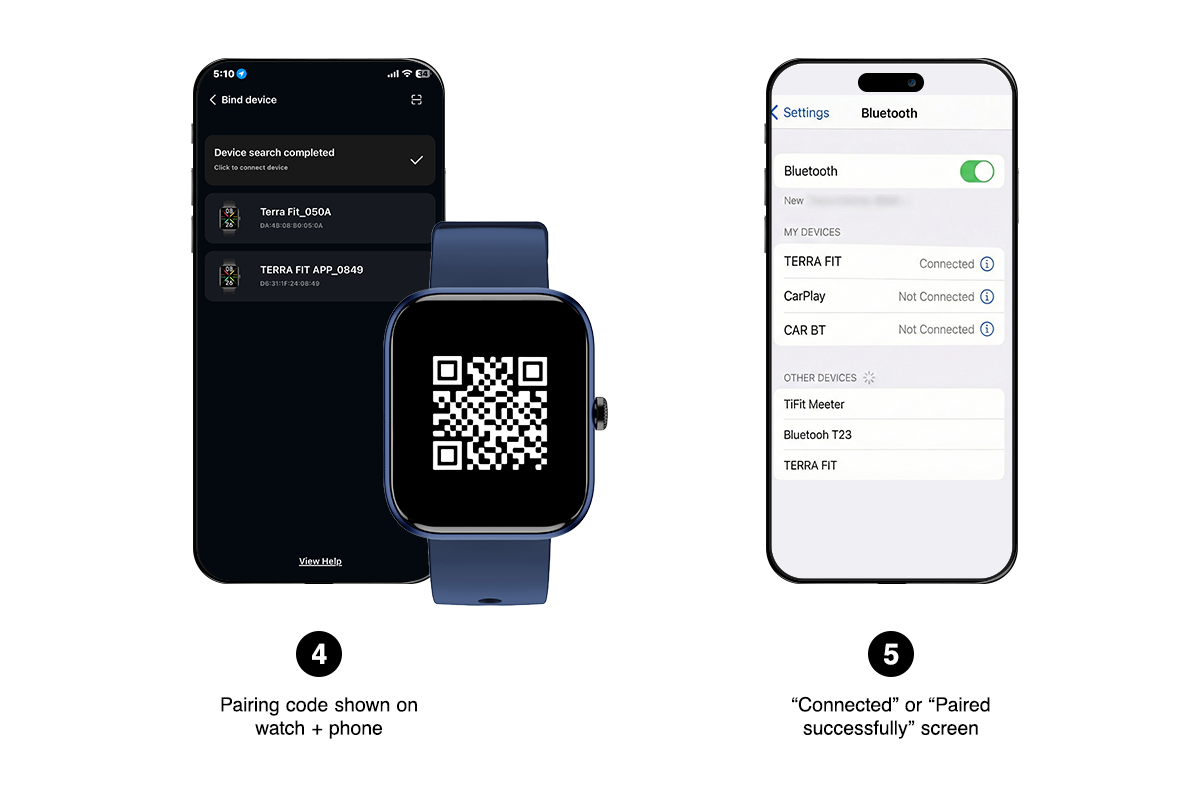 5:10
34
Bind device
Device search completed
Click to connect device
Terra Fit_050A
DA:4B:08:B0:05:0A
TERRA FIT APP_0849
D6:31:1F:24:08:49
View Help
4
Pairing code shown on
watch + phone
Settings
Bluetooth
Bluetooth
New
MY DEVICES
TERRA FIT Connected
CarPlay Not Connected
CAR BT Not Connected
OTHER DEVICES
TiFit Meeter
Bluetooh T23
TERRA FIT
5
“Connected” or “Paired
successfully” screen